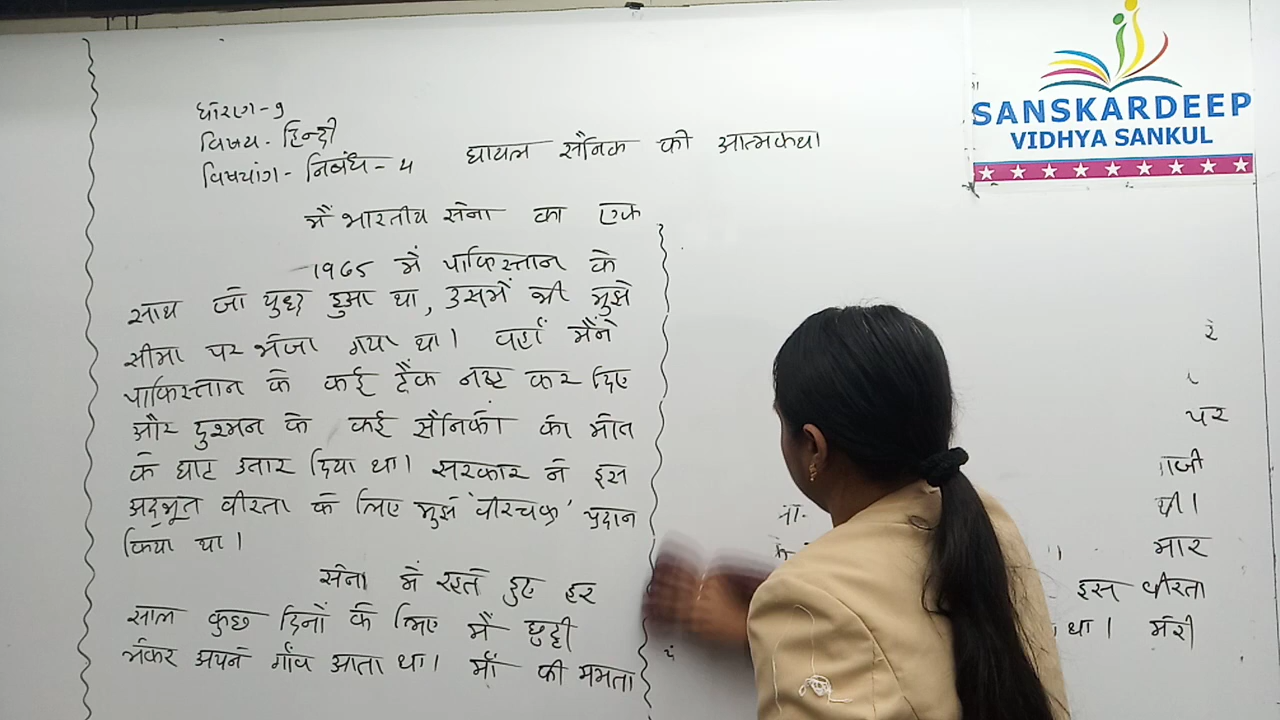 धोरण-9
विषय-हिन्दी
विषयांग-निबंध-4
घायल सैनिक की आत्मकथा
मैं भारतीय सेना का एक
1965 में पाकिस्तान के
साथ जो युद्ध हुआ था, उसमें भी मुझे
सीमा पर भेजा गया था। वहाँ मैंने
पाकिस्तान के कई टैंक नष्ट कर दिए
और दुश्मन के कई सैनिकों को मौत
के घाट उतार दिया था। सरकार ने इस
अद्भूत वीरता के लिए मुझे 'वीरचक्र' प्रदान
किया था।
सेना में रहते हुए हर
साल कुछ दिनों के लिए मैं छुट्टी
लेकर अपने गाँव आता था। माँ की ममता
पर
थी।
मार
इस वीरता
था। मेरी
SANSKARDEEP
VIDHYA SANKUL